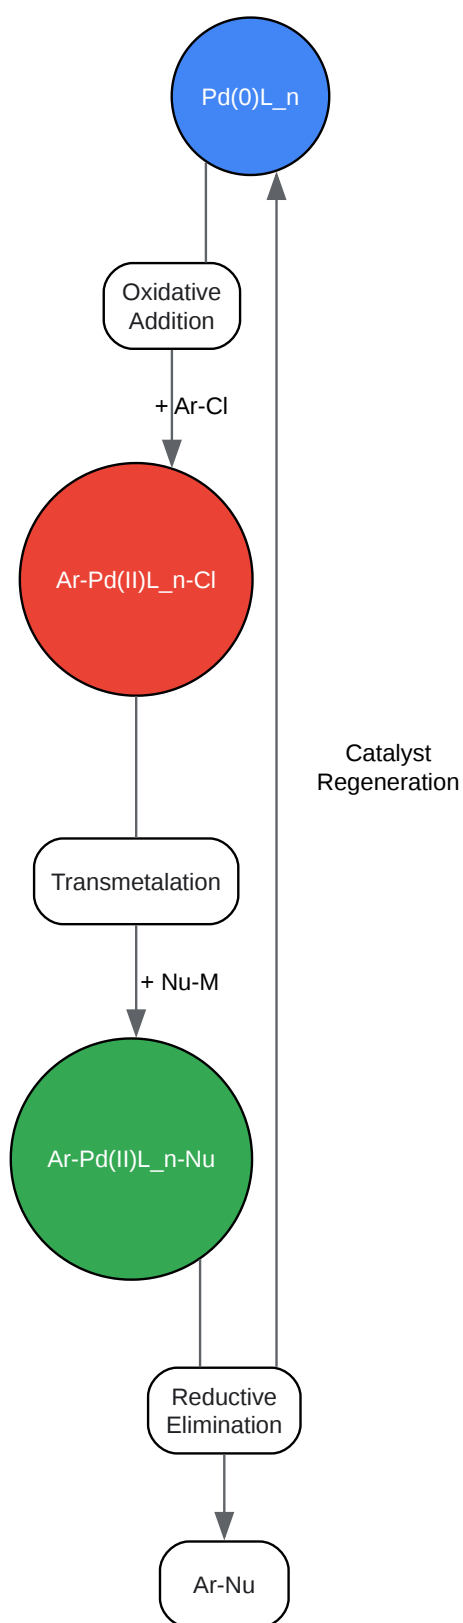 Pd(0)L_n
Oxidative
Addition
+ Ar-Cl
Ar-Pd(II)L_n-Cl
Catalyst
Regeneration
Transmetalation
+ Nu-M
Ar-Pd(II)L_n-Nu
Reductive
Elimination
Ar-Nu